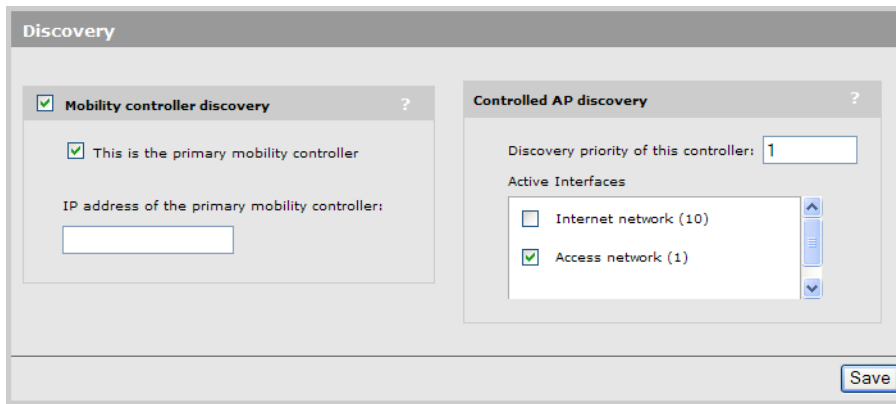 Discovery
Mobility controller discovery ?
This is the primary mobility controller
IP address of the primary mobility controller:
Controlled AP discovery ?
Discovery priority of this controller: 1
Active Interfaces
Internet network (10)
Access network (1)
Save